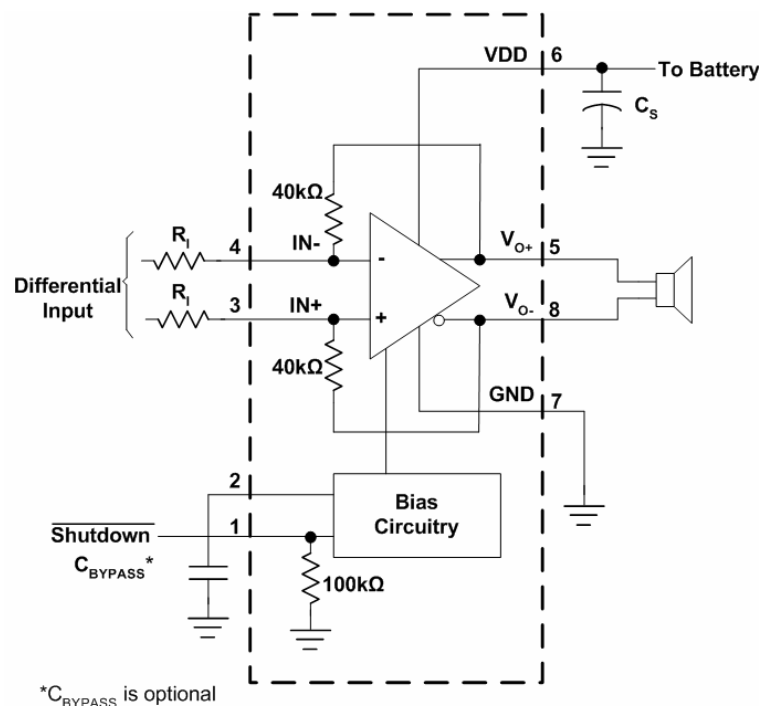 VDD 6
To Battery
C_S
40kΩ
R_I 4 IN- - V_O+ 5
Differential
Input
R_I 3 IN+ + V_O- 8
40kΩ
GND 7
2
Bias
Circuitry
Shutdown 1
C_BYPASS*
100kΩ
*C_BYPASS is optional